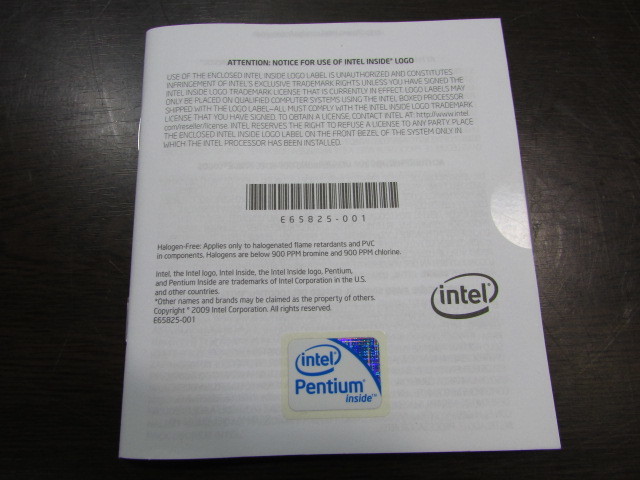 ATTENTION: NOTICE FOR USE OF INTEL INSIDE® LOGO
USE OF THE ENCLOSED INTEL INSIDE LOGO LABEL IS UNAUTHORIZED AND CONSTITUTES
INFRINGEMENT OF INTEL'S EXCLUSIVE TRADEMARK RIGHTS UNLESS YOU HAVE SIGNED THE
INTEL INSIDE LOGO TRADEMARK LICENSE THAT IS CURRENTLY IN EFFECT. LOGO LABELS MAY
ONLY BE PLACED ON QUALIFIED COMPUTER SYSTEMS USING THE INTEL BOXED PROCESSOR
SHIPPED WITH THE LOGO LABEL—ALL MUST COMPLY WITH THE INTEL INSIDE LOGO TRADEMARK
LICENSE THAT YOU HAVE SIGNED. TO OBTAIN A LICENSE, CONTACT INTEL AT: http://www.intel
com/reseller/license. INTEL RESERVES THE RIGHT TO REFUSE A LICENSE TO ANY PARTY. PLACE
THE ENCLOSED INTEL INSIDE LOGO LABEL ON THE FRONT BEZEL OF THE SYSTEM ONLY IN
WHICH THE INTEL PROCESSOR HAS BEEN INSTALLED.
E65825-001
Halogen-Free: Applies only to halogenated flame retardants and PVC
in components. Halogens are below 900 PPM bromine and 900 PPM chlorine.
Intel, the Intel logo, Intel Inside, the Intel Inside logo, Pentium,
and Pentium Inside are trademarks of Intel Corporation in the U.S.
and other countries.
*Other names and brands may be claimed as the property of others.
Copyright © 2009 Intel Corporation. All rights reserved.
E65825-001
intel
intel
Pentium®
inside™